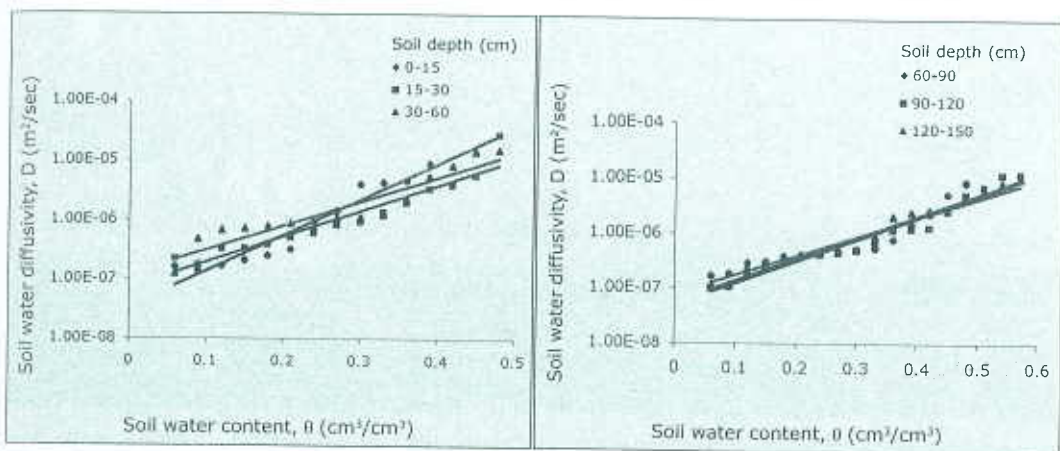 Soil depth (cm)
0-15
15-30
30-60
1.00E-04
1.00E-05
1.00E-06
1.00E-07
1.00E-08
0 0.1 0.2 0.3 0.4 0.5
Soil water diffusivity, D (m²/sec)
Soil water content, θ (cm³/cm³)
Soil depth (cm)
60-90
90-120
120-150
1.00E-04
1.00E-05
1.00E-06
1.00E-07
1.00E-08
0 0.1 0.2 0.3 0.4 0.5 0.6
Soil water diffusivity, D (m²/sec)
Soil water content, θ (cm³/cm³)